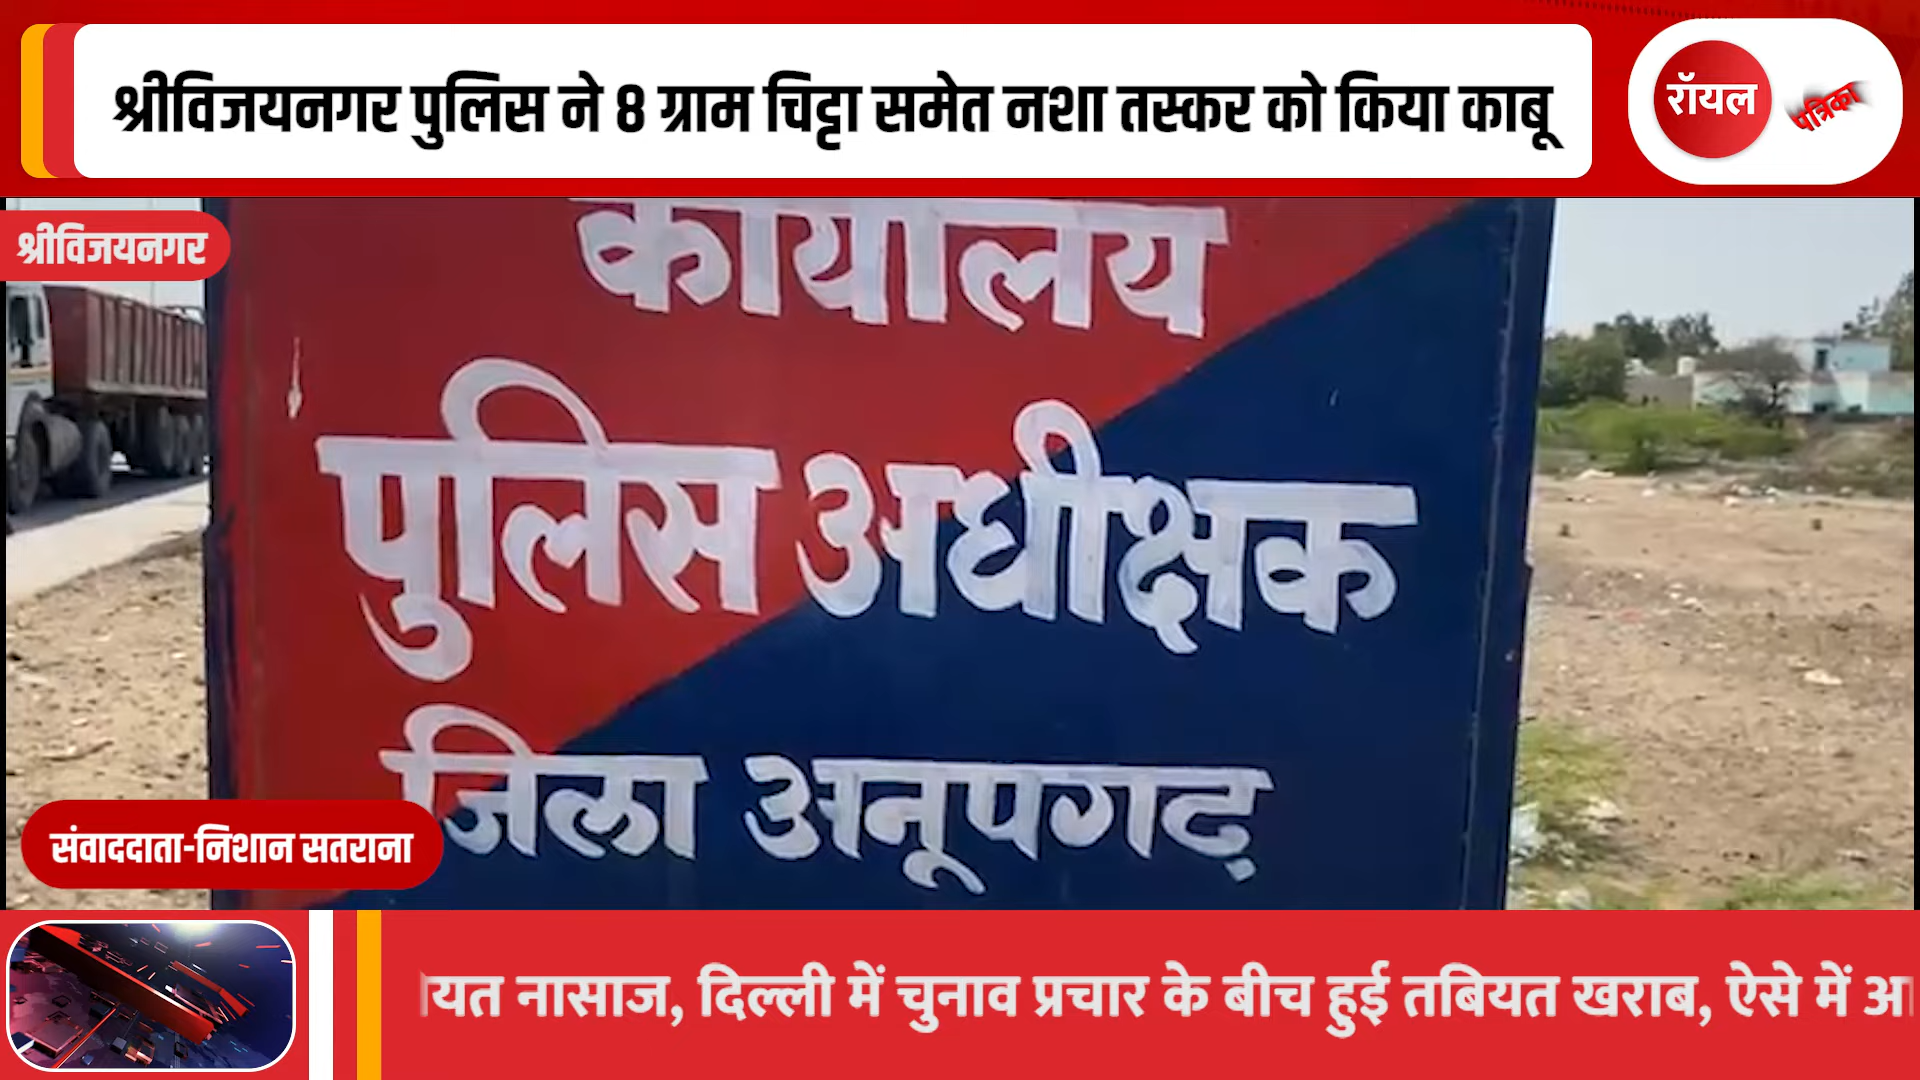 श्रीविजयनगर पुलिस ने 8 ग्राम चिट्टा समेत नशा तस्कर को किया काबू
रॉयल
पत्रिका
श्रीविजयनगर
कार्यालय
पुलिस अधीक्षक
जिला अनूपगढ़
संवाददाता-निशान सतराना
नासाज, दिल्ली में चुनाव प्रचार के बीच हुई तबियत खराब, ऐसे में